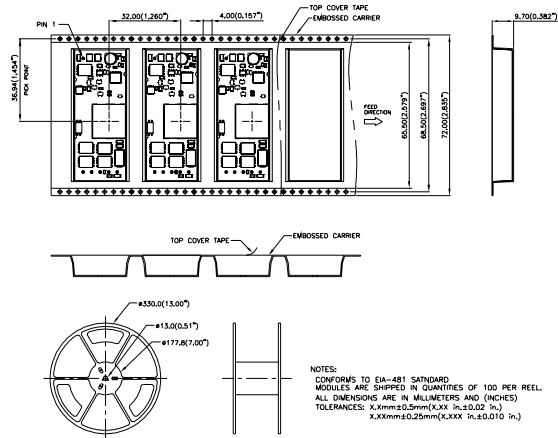 32.00(1,260")
4.00(0.157")
TOP COVER TAPE
EMBOSSED CARRIER
9.70(0.382")
PIN 1
36.94(1,454")
PICK POINT
FEED
DIRECTION
65.50(2.579")
68.50(2.697")
72.00(2.835")
TOP COVER TAPE
EMBOSSED CARRIER
ø330.0(13.00")
ø13.0(0.51")
ø177.8(7.00")
NOTES:
CONFORMS TO EIA-481 SATNDARD
MODULES ARE SHIPPED IN QUANTITIES OF 100 PER REEL.
ALL DIMENSIONS ARE IN MILLIMETERS AND (INCHES)
TOLERANCES: X.Xmm±0.5mm(X.XX in.±0.02 in.)
X.XXmm±0.25mm(X.XXX in.±0.010 in.)